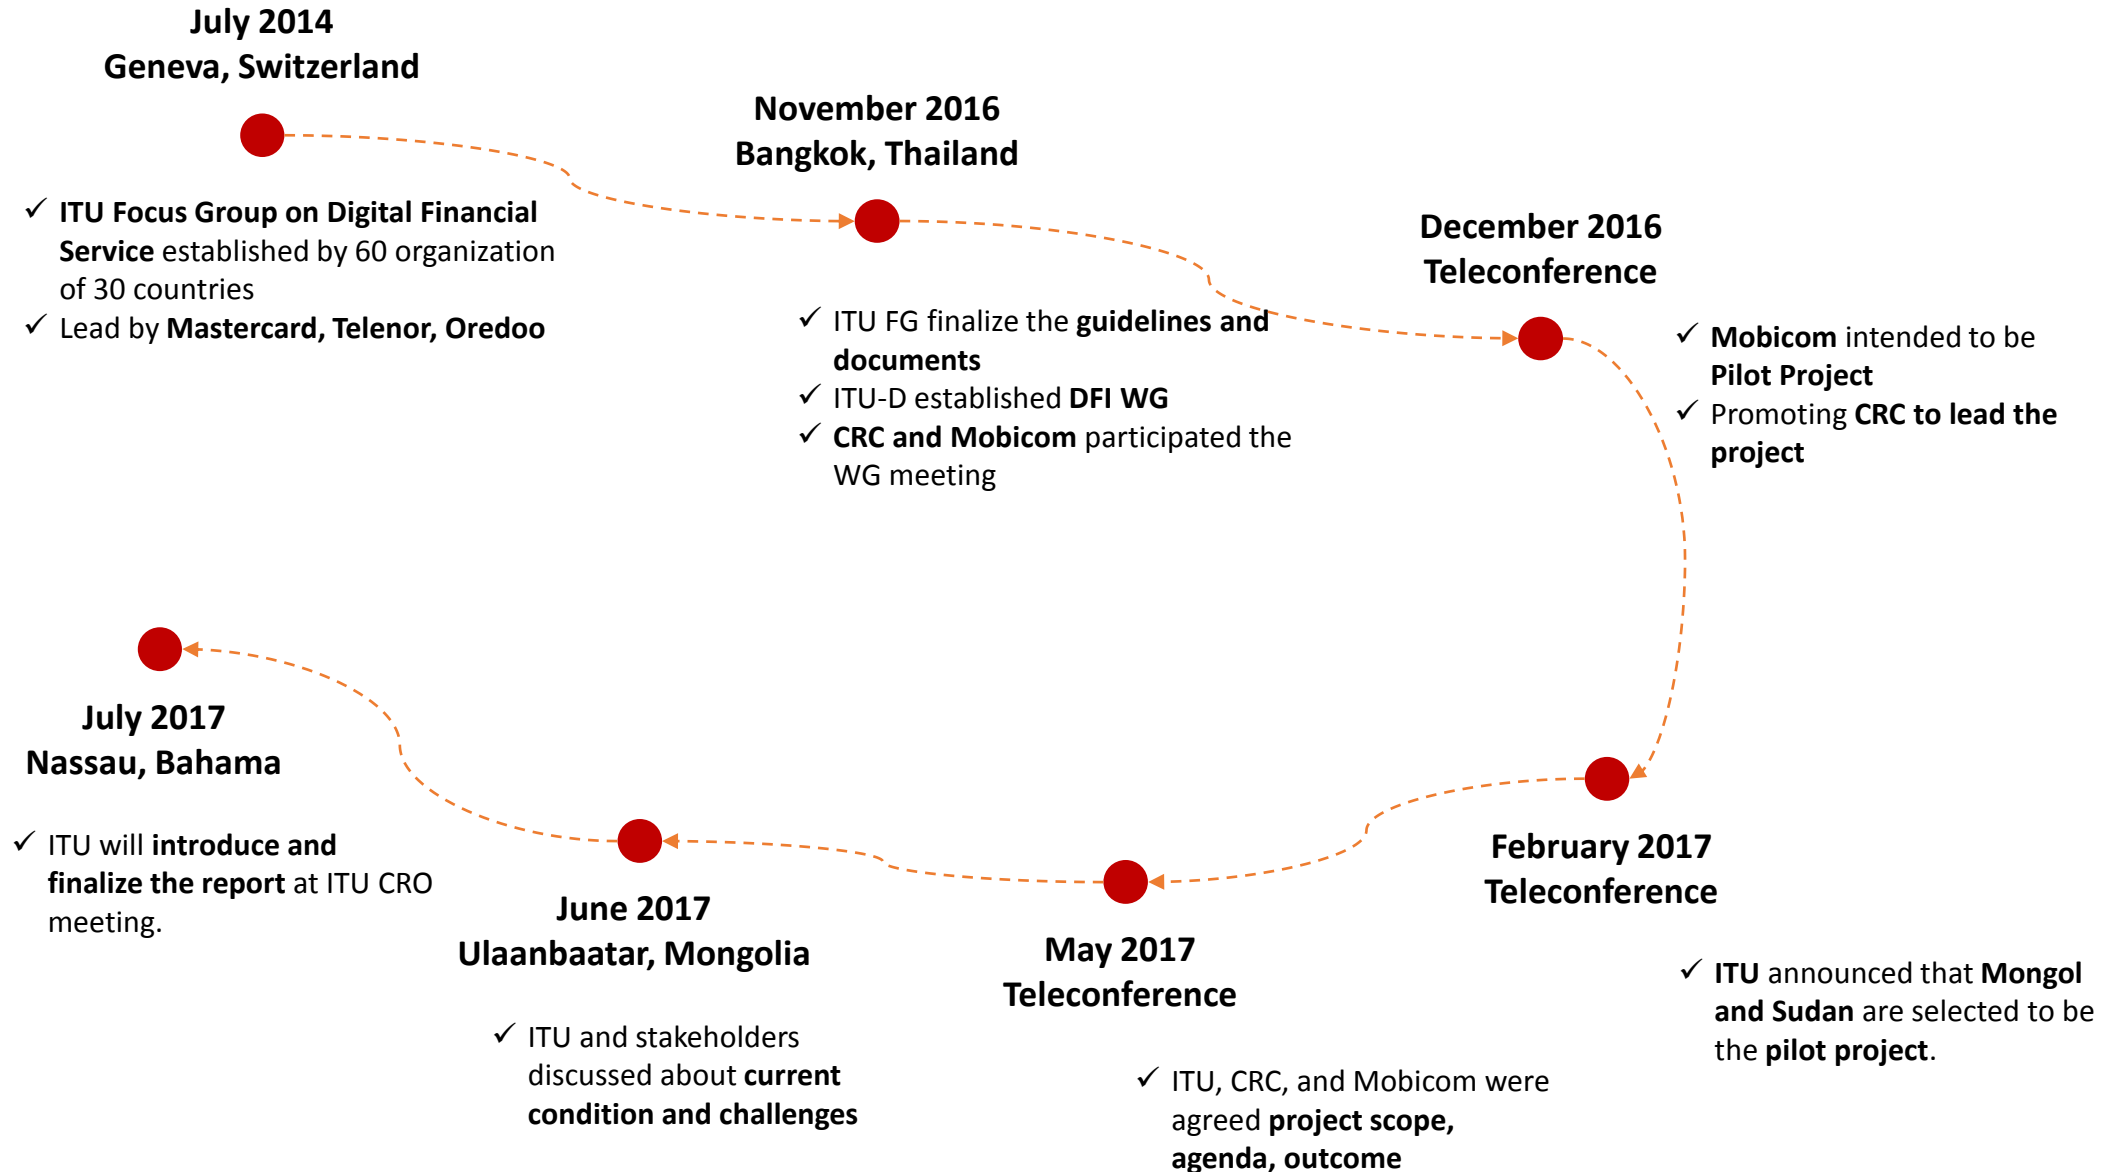 July 2014
Geneva, Switzerland
✓ ITU Focus Group on Digital Financial
Service established by 60 organization
of 30 countries
✓ Lead by Mastercard, Telenor, Oredoo
November 2016
Bangkok, Thailand
✓ ITU FG finalize the guidelines and
documents
✓ ITU-D established DFI WG
✓ CRC and Mobicom participated the
WG meeting
December 2016
Teleconference
✓ Mobicom intended to be
Pilot Project
✓ Promoting CRC to lead the
project
February 2017
Teleconference
✓ ITU announced that Mongol
and Sudan are selected to be
the pilot project.
May 2017
Teleconference
✓ ITU, CRC, and Mobicom were
agreed project scope,
agenda, outcome
June 2017
Ulaanbaatar, Mongolia
✓ ITU and stakeholders
discussed about current
condition and challenges
July 2017
Nassau, Bahama
✓ ITU will introduce and
finalize the report at ITU CRO
meeting.